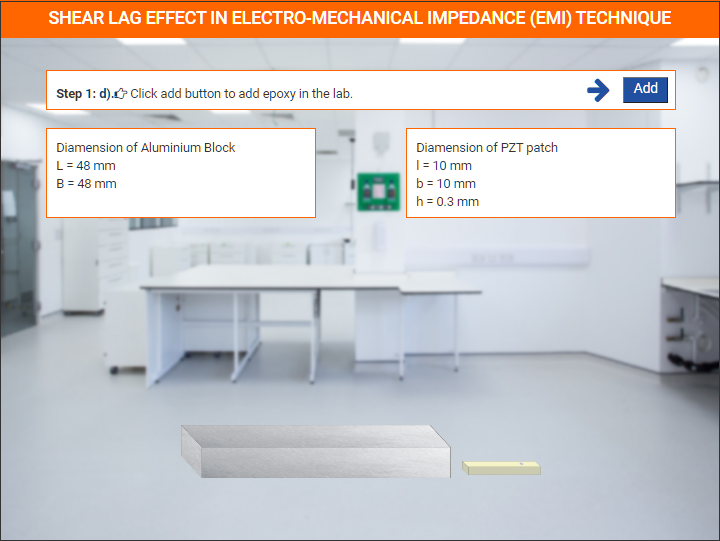 SHEAR LAG EFFECT IN ELECTRO-MECHANICAL IMPEDANCE (EMI) TECHNIQUE
Step 1: d). Click add button to add epoxy in the lab.
Add
Diamension of Aluminium Block
L = 48 mm
B = 48 mm
Diamension of PZT patch
l = 10 mm
b = 10 mm
h = 0.3 mm